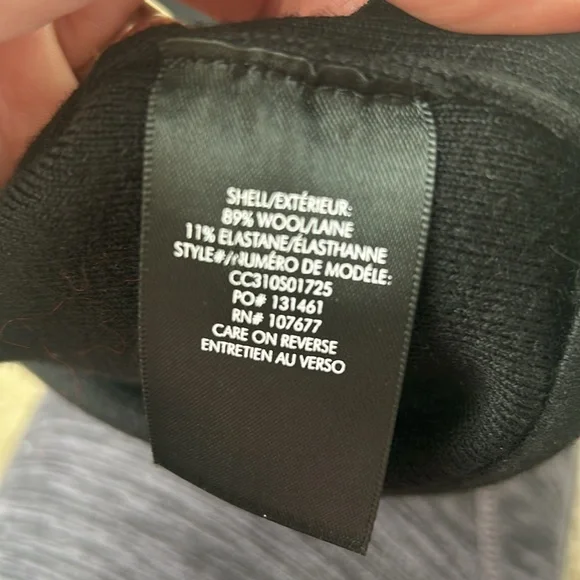 SHELL/EXTÉRIEUR:
89% WOOL/LAINE
11% ELASTANE/ÉLASTHANNE
STYLE#/NUMÉRO DE MODÉLE:
CC310S01725
PO# 131461
RN# 107677
CARE ON REVERSE
ENTRETIEN AU VERSO